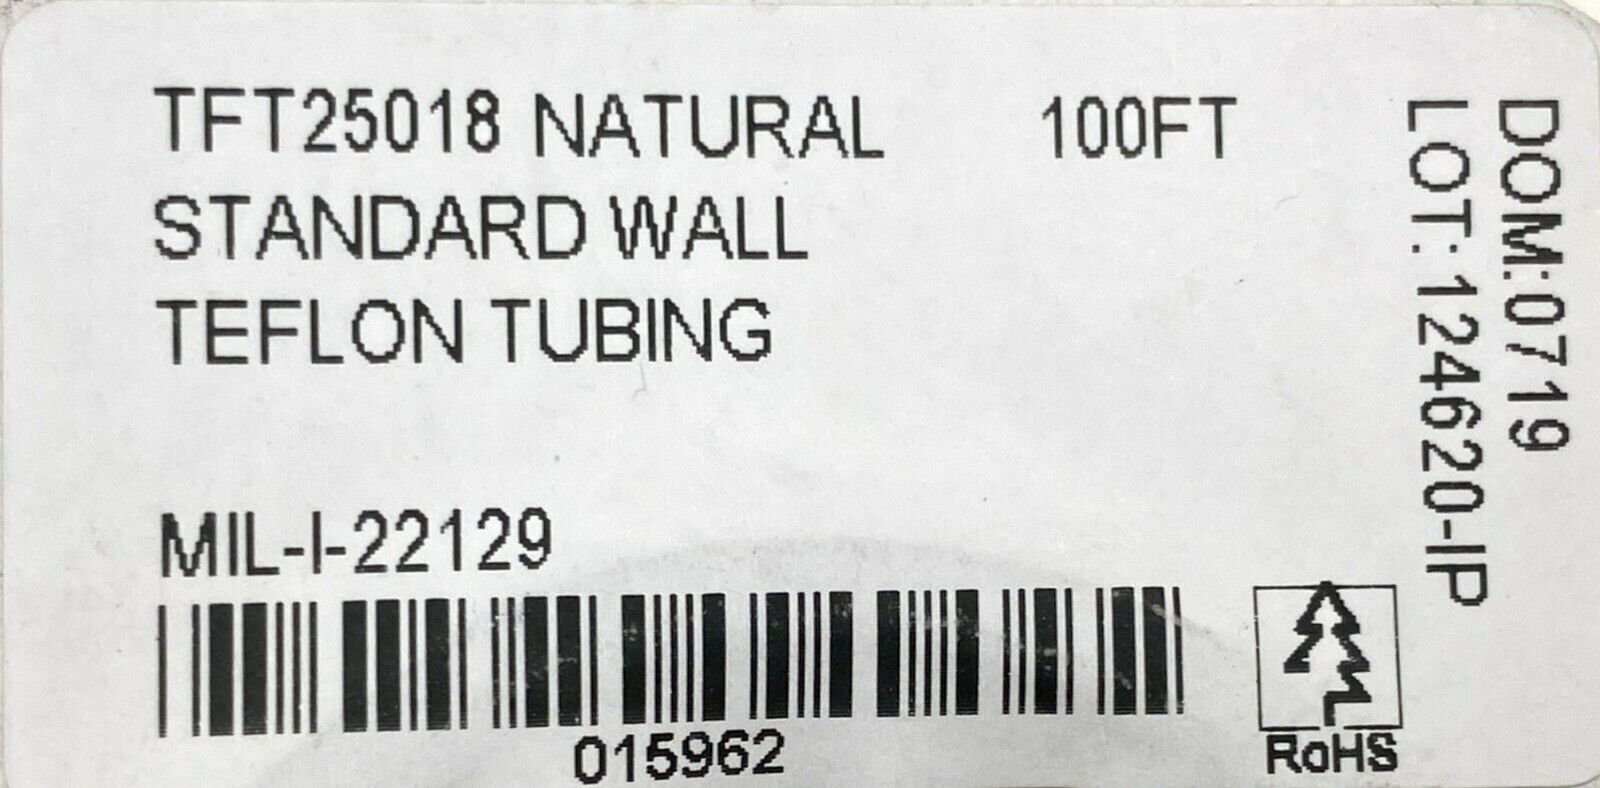 TFT25018 NATURAL 100FT
STANDARD WALL
TEFLON TUBING
MIL-I-22129
015962
RoHS
DOM:0719
LOT:124620-IP